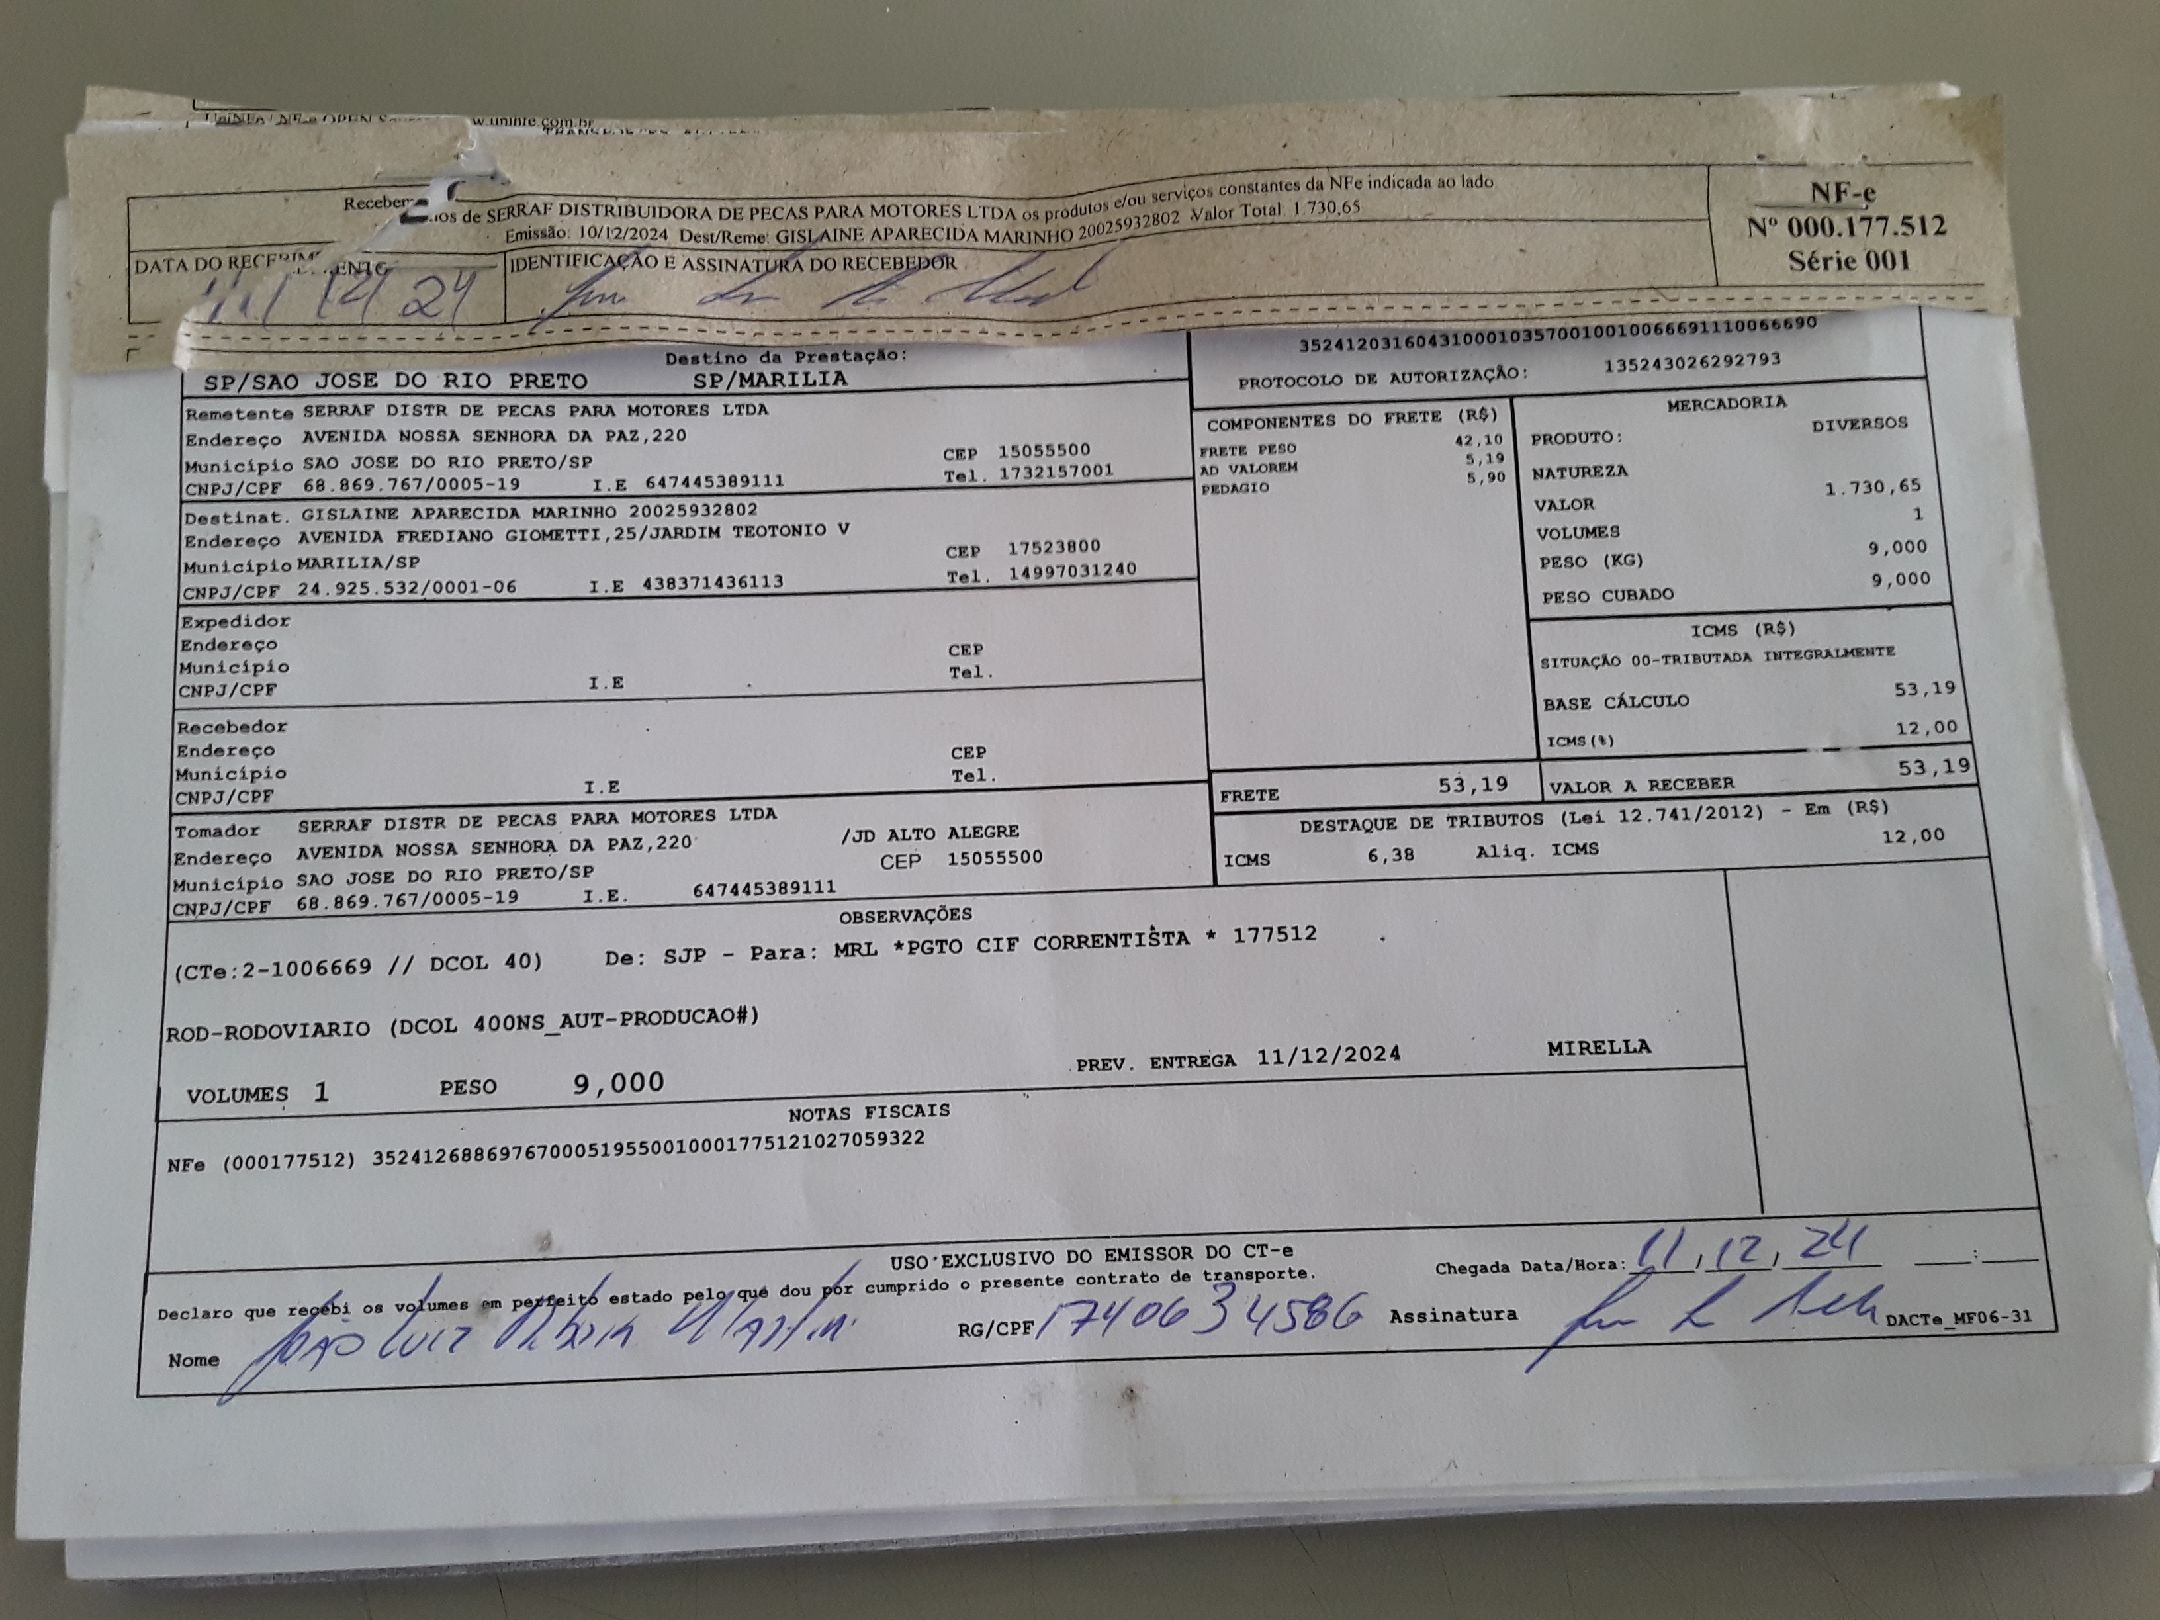 w.uninfe.com.br
SERRAF DISTRIBUIDORA DE PECAS PARA MOTORES LTDA os produtos e/ou serviços constantes da NFe indicada ao lado
Emissão: 10/12/2024 Dest/Reme: GISLAINE APARECIDA MARINHO 20025932802 Valor Total: 1.730,65
NF-e
Nº 000.177.512
Série 001
DATA DO RECEBIMENTO
IDENTIFICAÇÃO E ASSINATURA DO RECEBEDOR
24
Destino da Prestação:
SP/SAO JOSE DO RIO PRETO SP/MARILIA
35241203160431000103570010010066691110066690
PROTOCOLO DE AUTORIZAÇÃO: 135243026292793
Remetente SERRAF DISTR DE PECAS PARA MOTORES LTDA
Endereço AVENIDA NOSSA SENHORA DA PAZ,220
Município SAO JOSE DO RIO PRETO/SP CEP 15055500
CNPJ/CPF 68.869.767/0005-19 I.E 647445389111 Tel. 1732157001
Destinat. GISLAINE APARECIDA MARINHO 20025932802
Endereço AVENIDA FREDIANO GIOMETTI,25/JARDIM TEOTONIO V
Município MARILIA/SP CEP 17523800
CNPJ/CPF 24.925.532/0001-06 I.E 438371436113 Tel. 14997031240
Expedidor
Endereço
Município CEP
CNPJ/CPF I.E Tel.
Recebedor
Endereço
Município CEP
CNPJ/CPF I.E Tel.
Tomador SERRAF DISTR DE PECAS PARA MOTORES LTDA
Endereço AVENIDA NOSSA SENHORA DA PAZ,220 /JD ALTO ALEGRE
Município SAO JOSE DO RIO PRETO/SP CEP 15055500
CNPJ/CPF 68.869.767/0005-19 I.E. 647445389111
COMPONENTES DO FRETE (R$)
FRETE PESO 42,10
AD VALOREM 5,19
PEDAGIO 5,90
MERCADORIA
PRODUTO: DIVERSOS
NATUREZA
VALOR 1.730,65
VOLUMES 1
PESO (KG) 9,000
PESO CUBADO 9,000
ICMS (R$)
SITUAÇÃO 00-TRIBUTADA INTEGRALMENTE
BASE CÁLCULO 53,19
ICMS(%) 12,00
FRETE 53,19 VALOR A RECEBER 53,19
DESTAQUE DE TRIBUTOS (Lei 12.741/2012) - Em (R$)
ICMS 6,38 Aliq. ICMS 12,00
OBSERVAÇÕES
(CTe:2-1006669 // DCOL 40) De: SJP - Para: MRL *PGTO CIF CORRENTISTA * 177512
ROD-RODOVIARIO (DCOL 400NS_AUT-PRODUCAO#)
PREV. ENTREGA 11/12/2024 MIRELLA
VOLUMES 1 PESO 9,000
NOTAS FISCAIS
NFe (000177512) 35241268869767000519550010001775121027059322
USO EXCLUSIVO DO EMISSOR DO CT-e
Declaro que recebi os volumes em perfeito estado pelo que dou por cumprido o presente contrato de transporte.
Chegada Data/Hora: 11,12,24 :
Nome João Luiz RG/CPF 1740634586 Assinatura DACTe_MF06-31